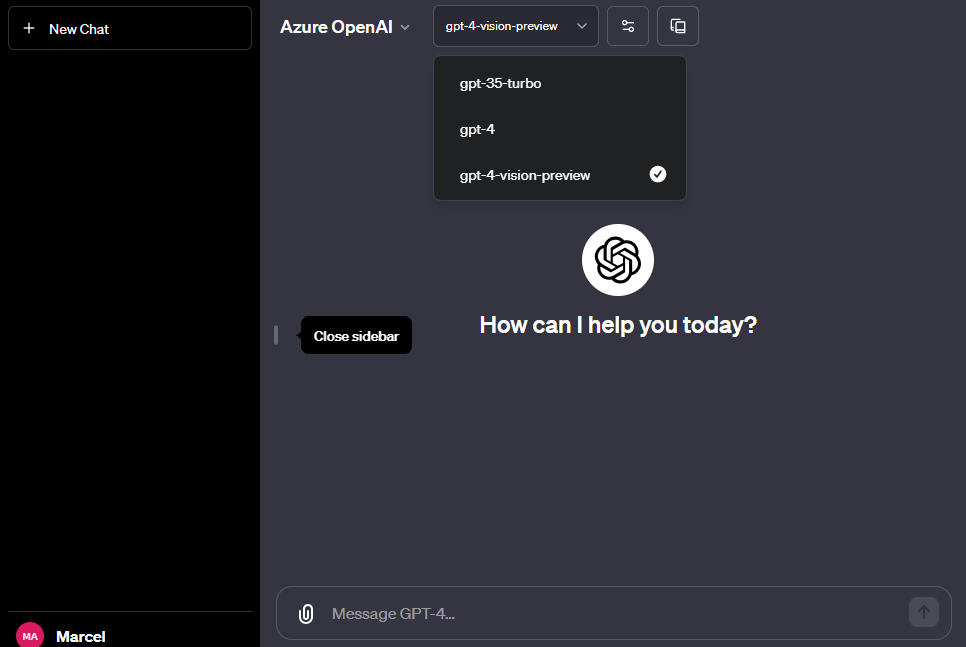 New Chat
Azure OpenAI
gpt-4-vision-preview
gpt-35-turbo
gpt-4
gpt-4-vision-preview
How can I help you today?
Close sidebar
Message GPT-4...
MA
Marcel